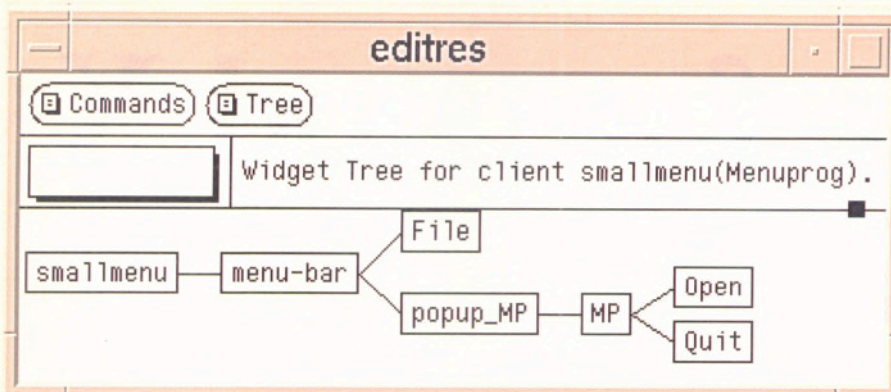 editres
Commands Tree
Widget Tree for client smallmenu(Menuprog).
File
smallmenu menu-bar
Open
popup_MP MP
Quit